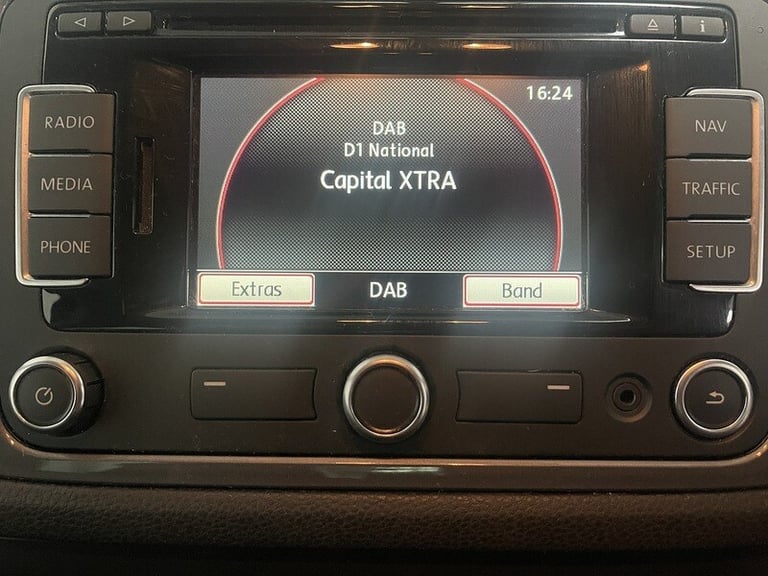 16:24
RADIO
DAB
NAV
D1 National
Capital XTRA
MEDIA
TRAFFIC
PHONE
SETUP
Extras
DAB
Band